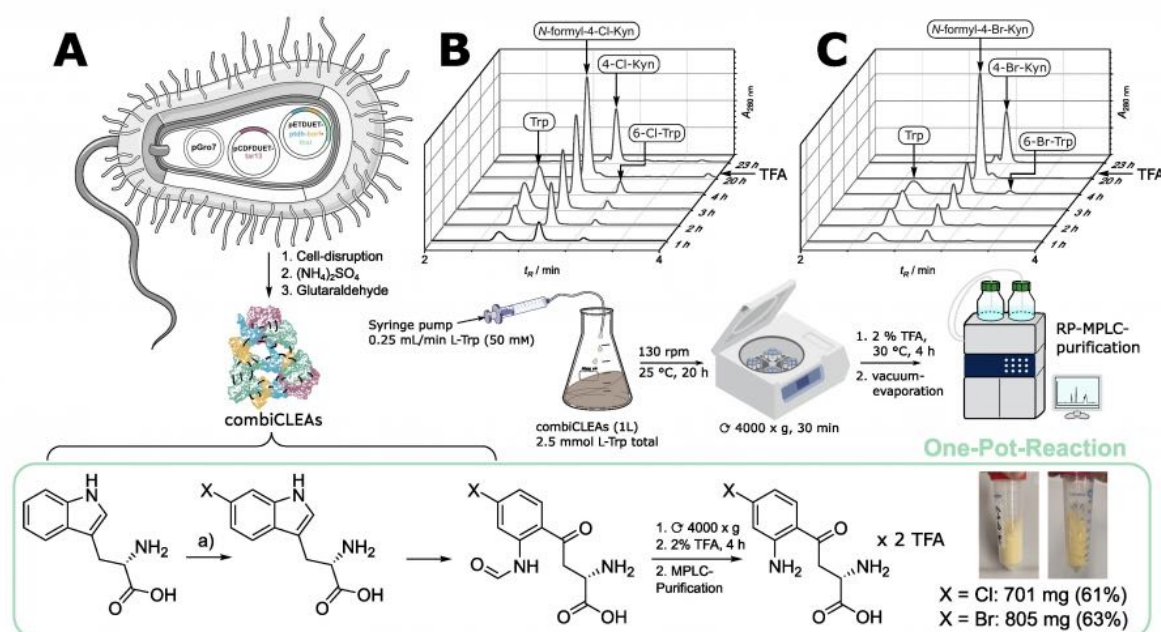 A
pGro7
pCDFDUET-
tar13
pETDUET-
1. Cell-disruption
2. (NH4)2SO4
3. Glutaraldehyde
combiCLEAs
B
N-formyl-4-Cl-Kyn
4-Cl-Kyn
Trp
6-Cl-Trp
A280 nm
23 h
20 h
4 h
3 h
2 h
1 h
TFA
2
4
tR / min
C
N-formyl-4-Br-Kyn
4-Br-Kyn
Trp
6-Br-Trp
A280 nm
23 h
20 h
4 h
3 h
2 h
1 h
TFA
2
4
tR / min
Syringe pump
0.25 mL/min L-Trp (50 mM)
combiCLEAs (1L)
2.5 mmol L-Trp total
130 rpm
25 °C, 20 h
⟳ 4000 x g, 30 min
1. 2 % TFA,
30 °C, 4 h
2. vacuum-
evaporation
RP-MPLC-
purification
One-Pot-Reaction
H
N
NH2
O
OH
a)
X
H
N
NH2
O
OH
X
O
O
NH
NH2
O
OH
1. ⟳ 4000 x g
2. 2% TFA, 4 h
2. MPLC-
Purification
X
O
NH2
NH2
O
OH
x 2 TFA
X = Cl: 701 mg (61%)
X = Br: 805 mg (63%)